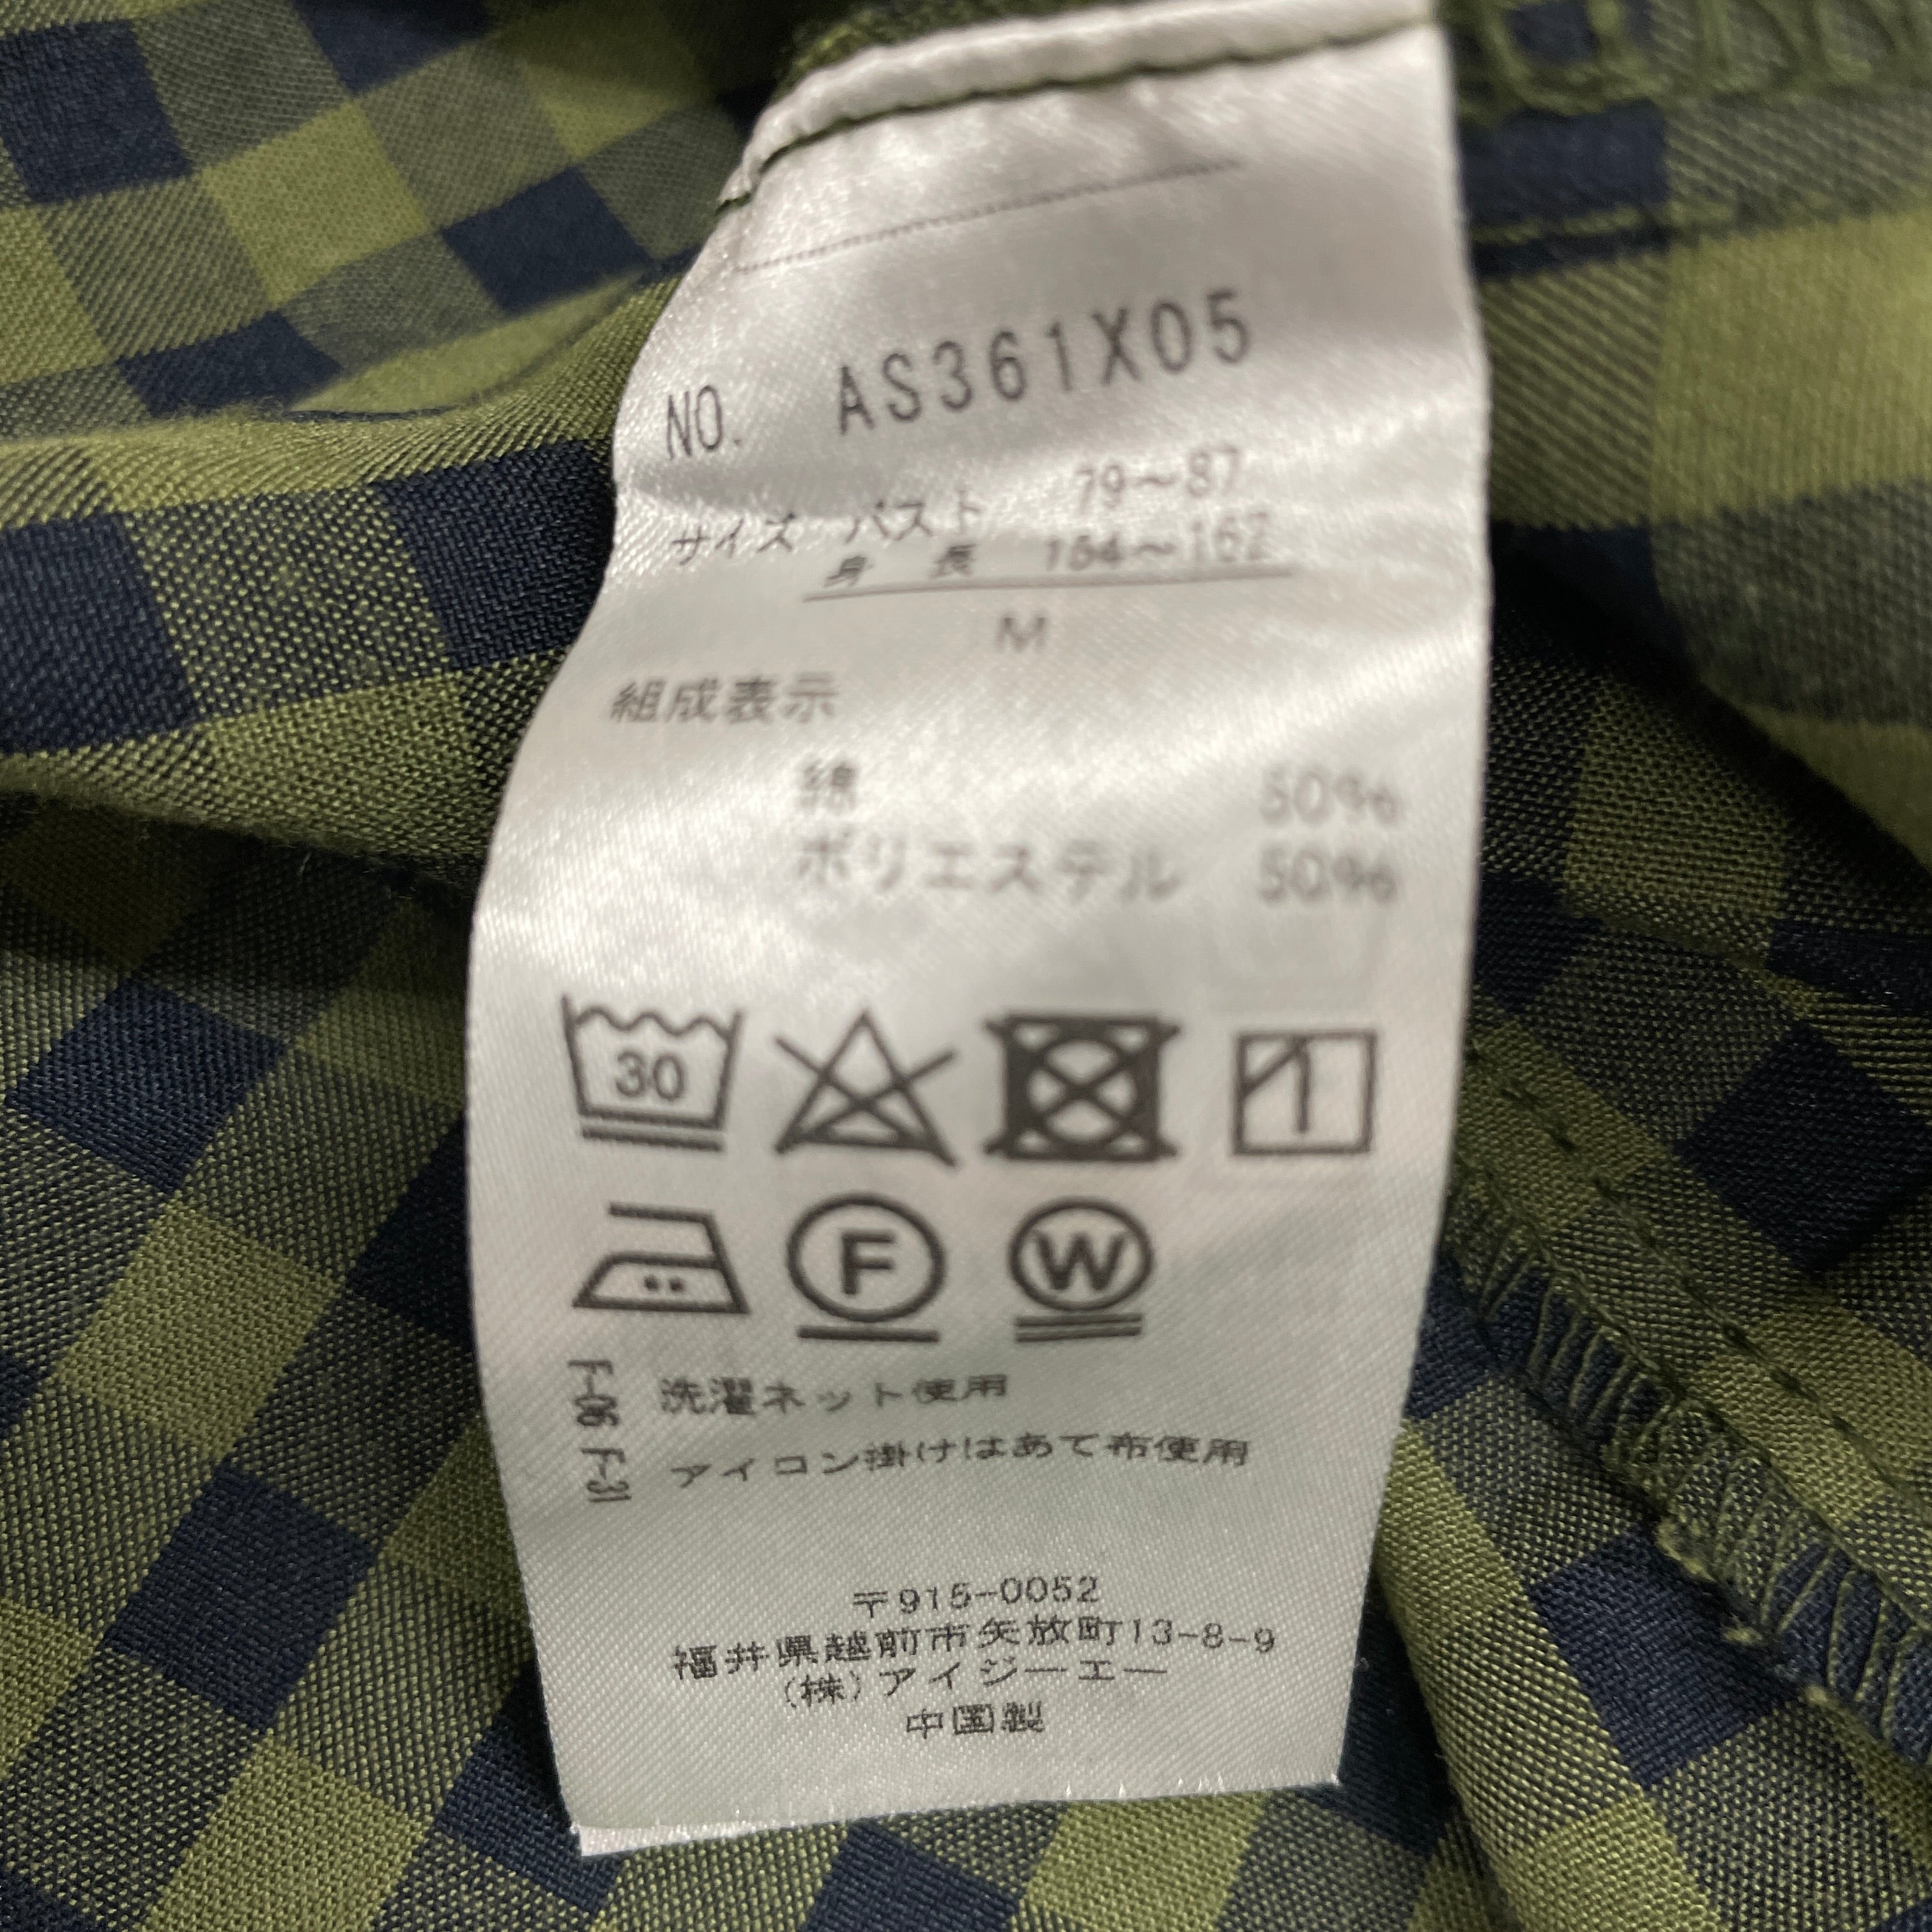 NO. AS361X05
サイズ バスト 79〜87
身長 154〜162
M
組成表示
綿 50%
ポリエステル 50%
30
1
F
W
F-06 F-31
洗濯ネット使用
アイロン掛けはあて布使用
〒915-0052
福井県越前市矢放町13-8-9
(株)アイジーエー
中国製